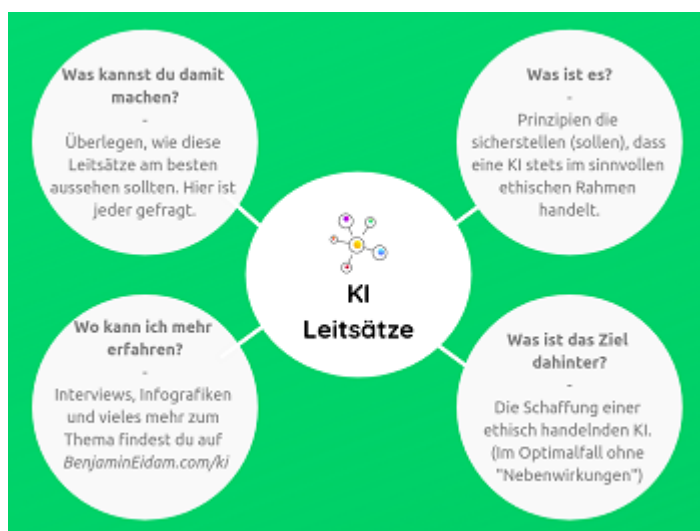 Was kannst du damit
machen?
-
Überlegen, wie diese
Leitsätze am besten
aussehen sollten. Hier ist
jeder gefragt.
Was ist es?
-
Prinzipien die
sicherstellen (sollen), dass
eine KI stets im sinnvollen
ethischen Rahmen
handelt.
KI
Leitsätze
Wo kann ich mehr
erfahren?
-
Interviews, Infografiken
und vieles mehr zum
Thema findest du auf
BenjaminEidam.com/ki
Was ist das Ziel
dahinter?
-
Die Schaffung einer
ethisch handelnden KI.
(Im Optimalfall ohne
"Nebenwirkungen")